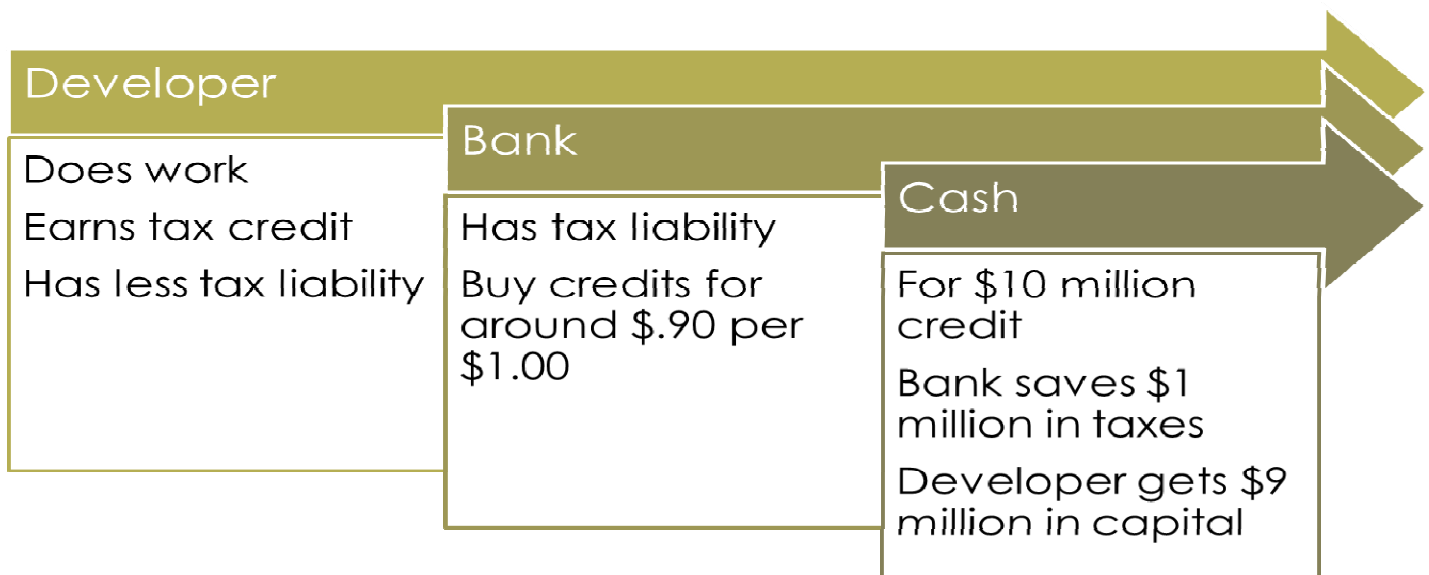 Developer
Does work
Earns tax credit
Has less tax liability
Bank
Has tax liability
Buy credits for
around $.90 per
$1.00
Cash
For $10 million
credit
Bank saves $1
million in taxes
Developer gets $9
million in capital